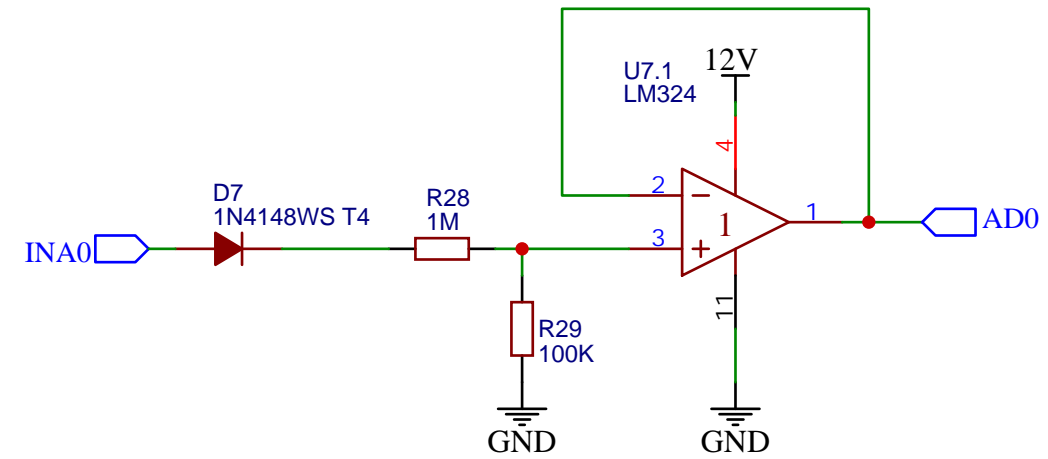 12V
U7.1
LM324
4
2
D7
1N4148WS T4
R28
1M
1
AD0
INA0
3
1
11
R29
100K
GND
GND